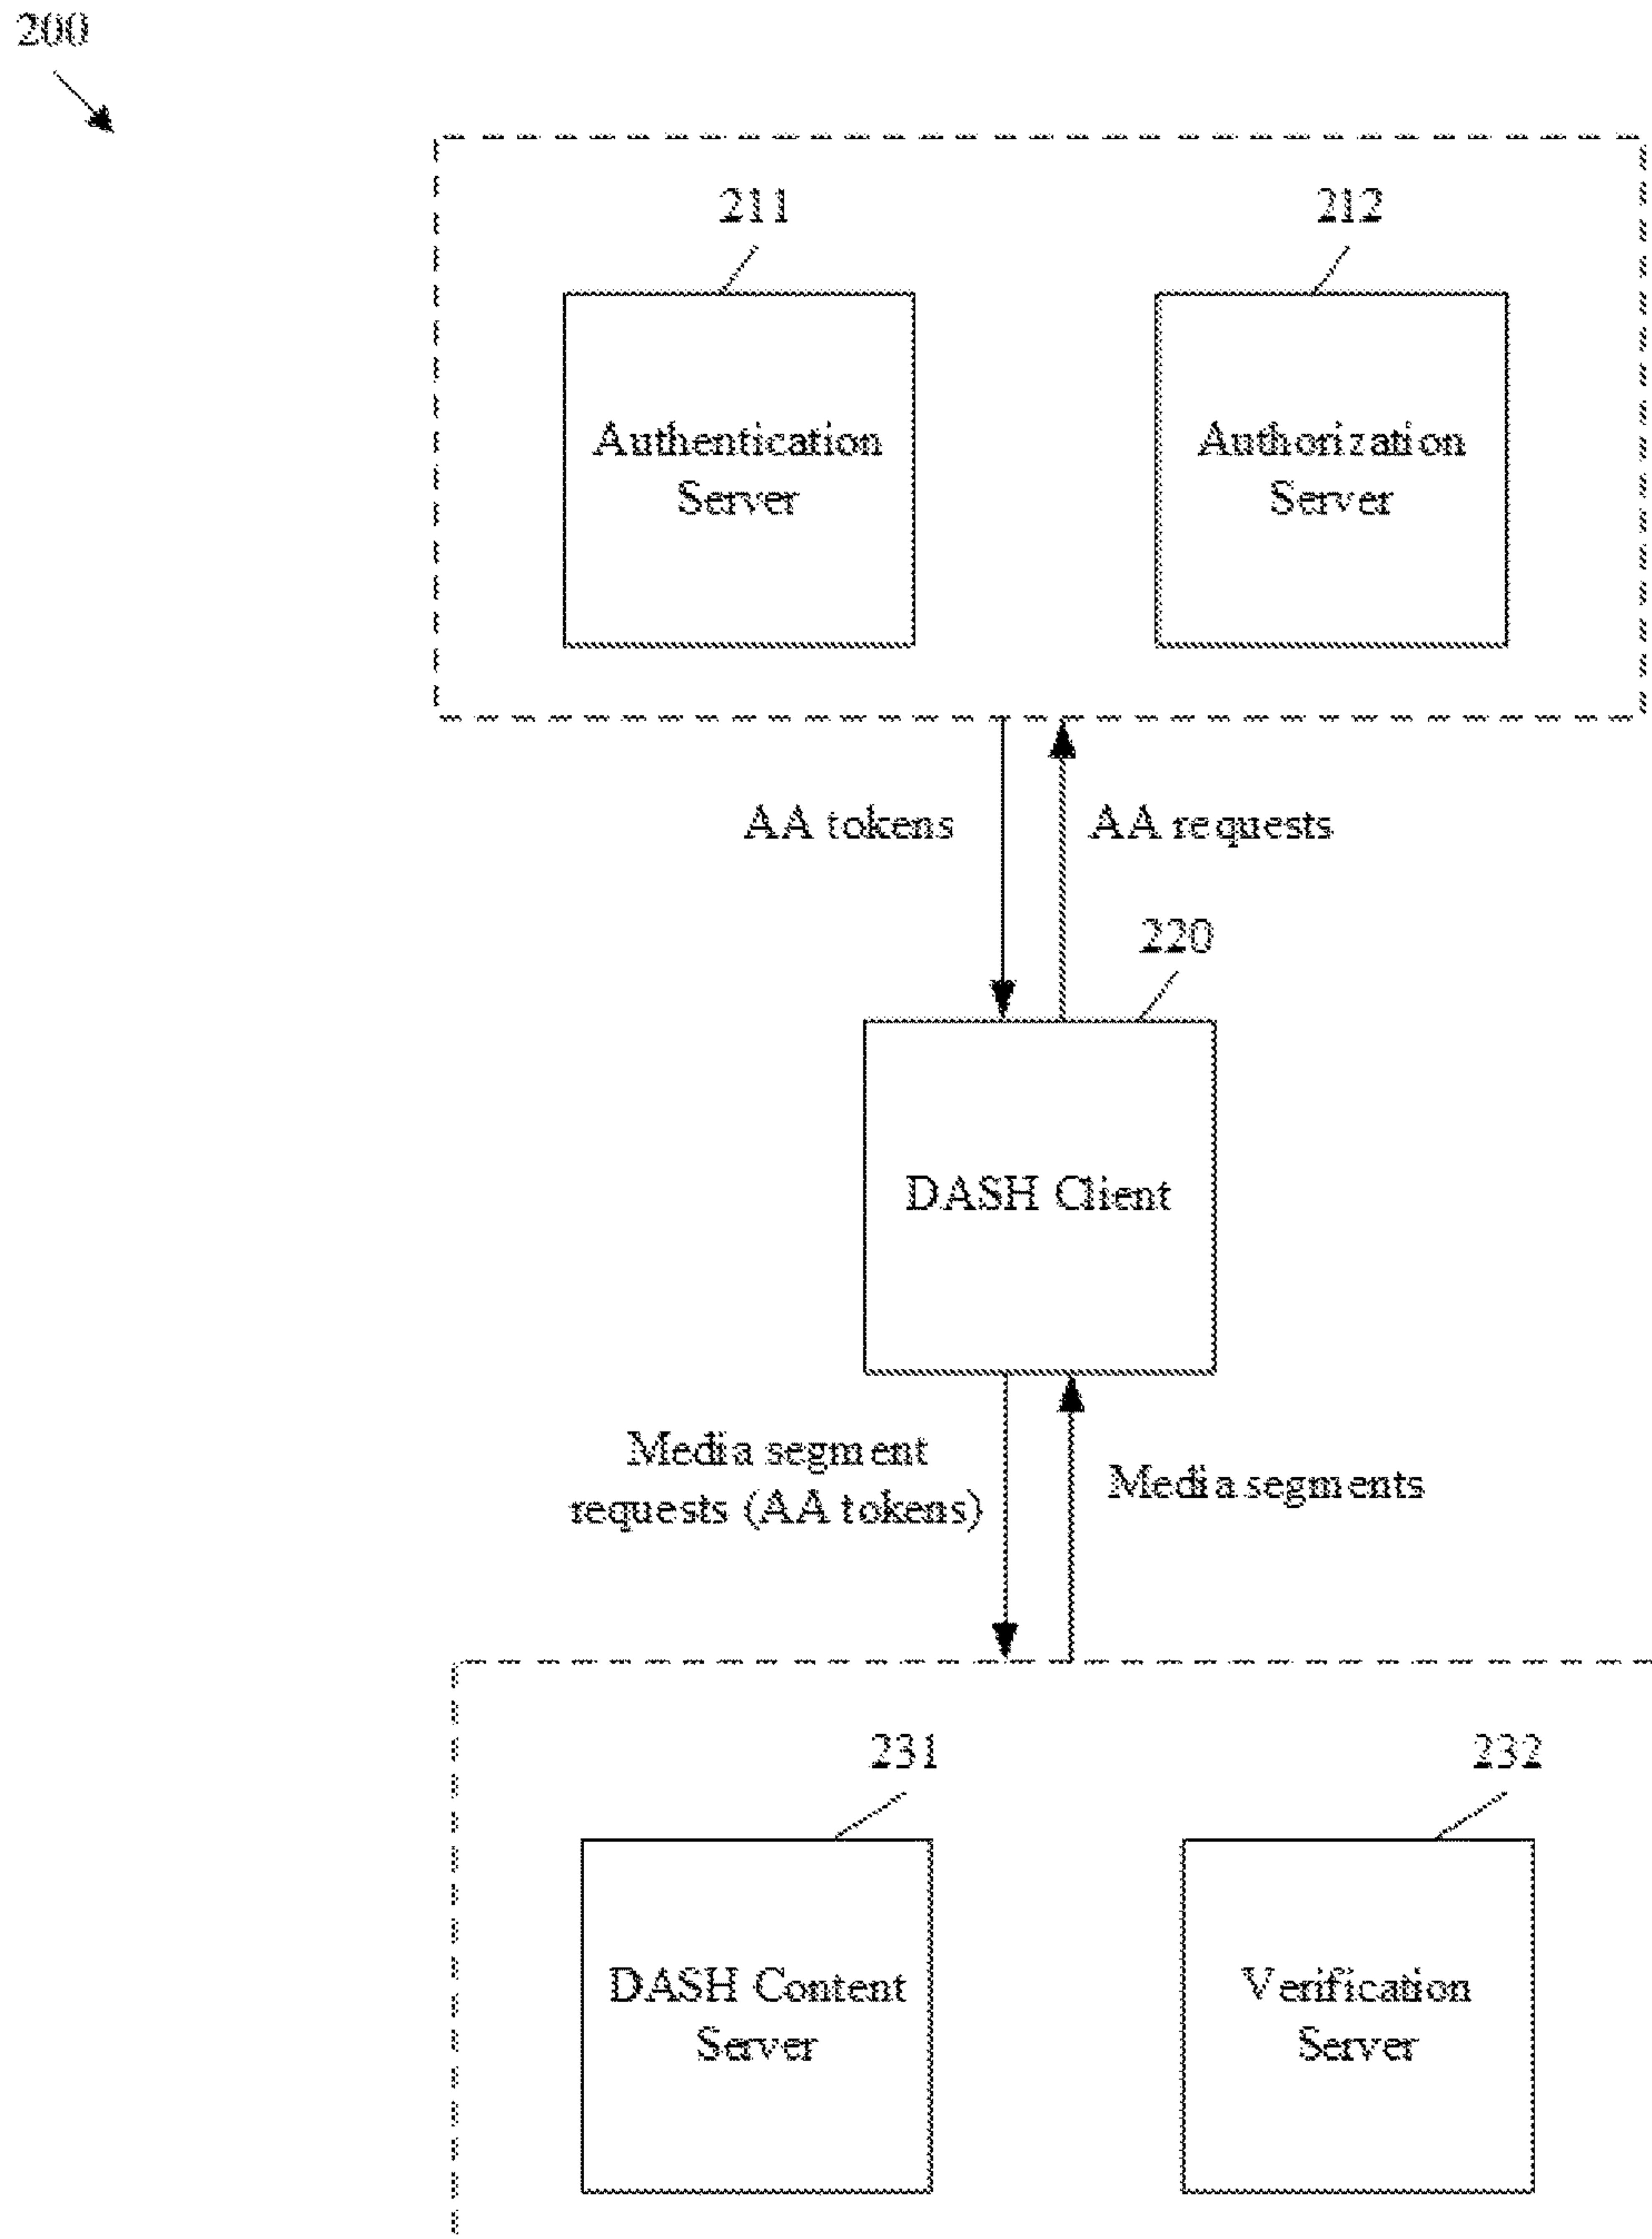 200
211
212
Authentication
Server
Authorization
Server
AA tokens
AA requests
220
DASH Client
Media segment
requests (AA tokens)
Media segments
231
232
DASH Content
Server
Verification
Server